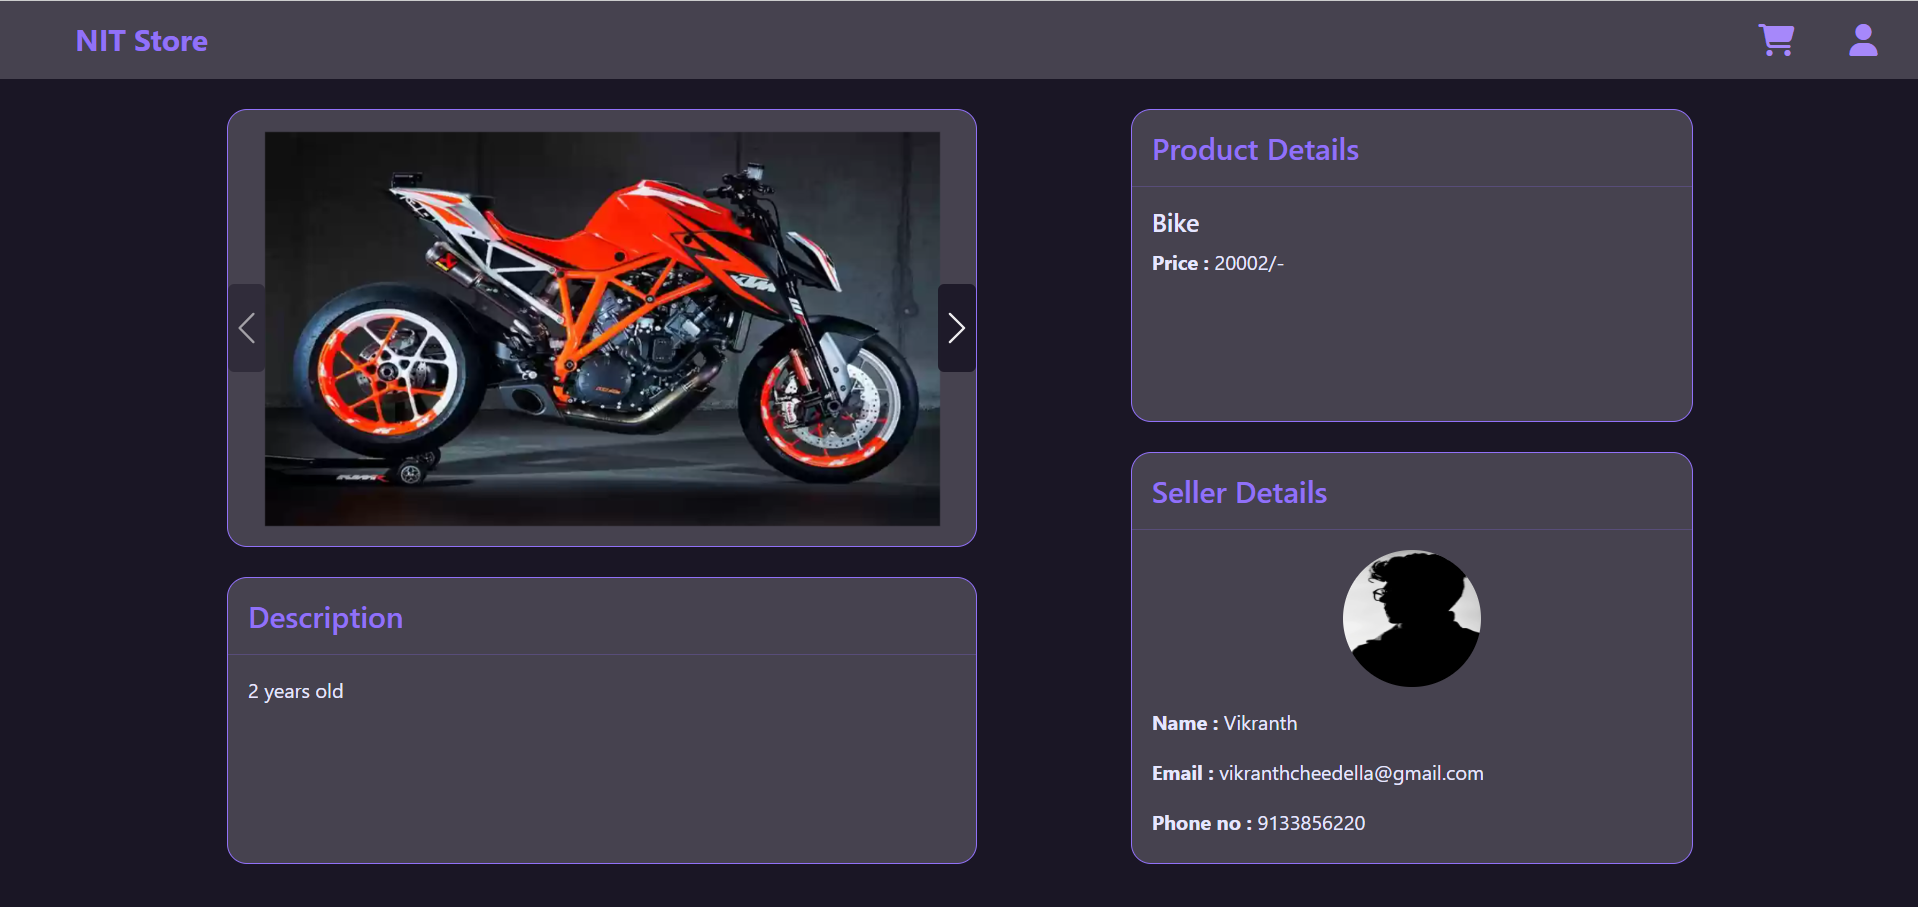 NIT Store
KTM
Product Details
Bike
Price : 20002/-
Description
2 years old
Seller Details
Name : Vikranth
Email : vikranthcheedella@gmail.com
Phone no : 9133856220